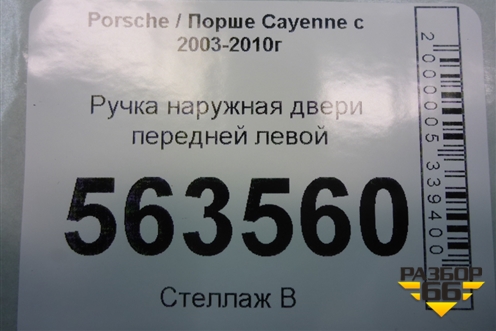 Porsche / Порше Cayenne с
2003-2010г
Ручка наружная двери
передней левой
563560
Стеллаж В
2000005339400
РАЗБОР
66